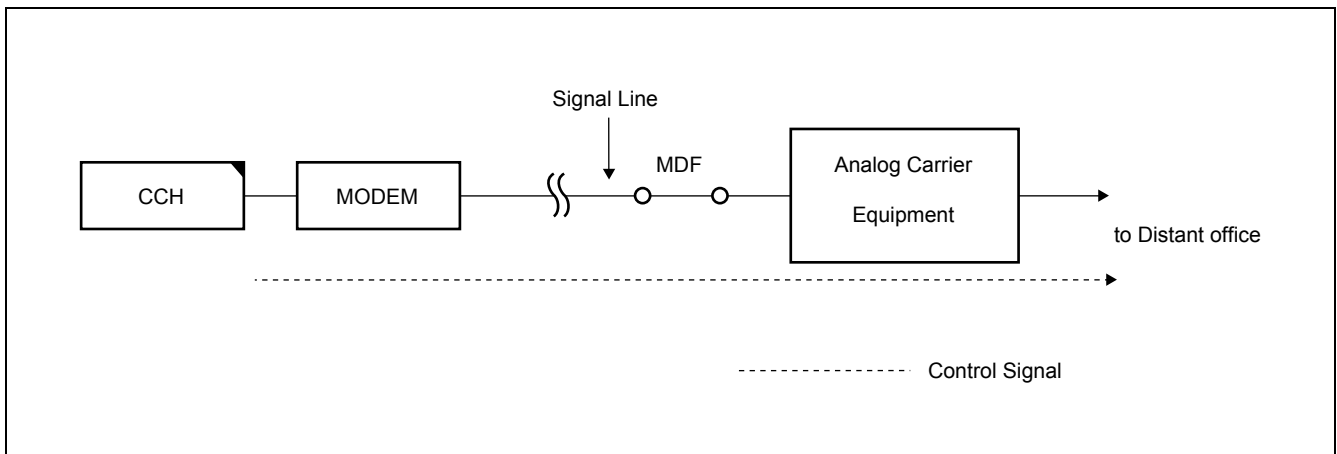 Signal Line
CCH
MODEM
MDF
Analog Carrier
Equipment
to Distant office
Control Signal